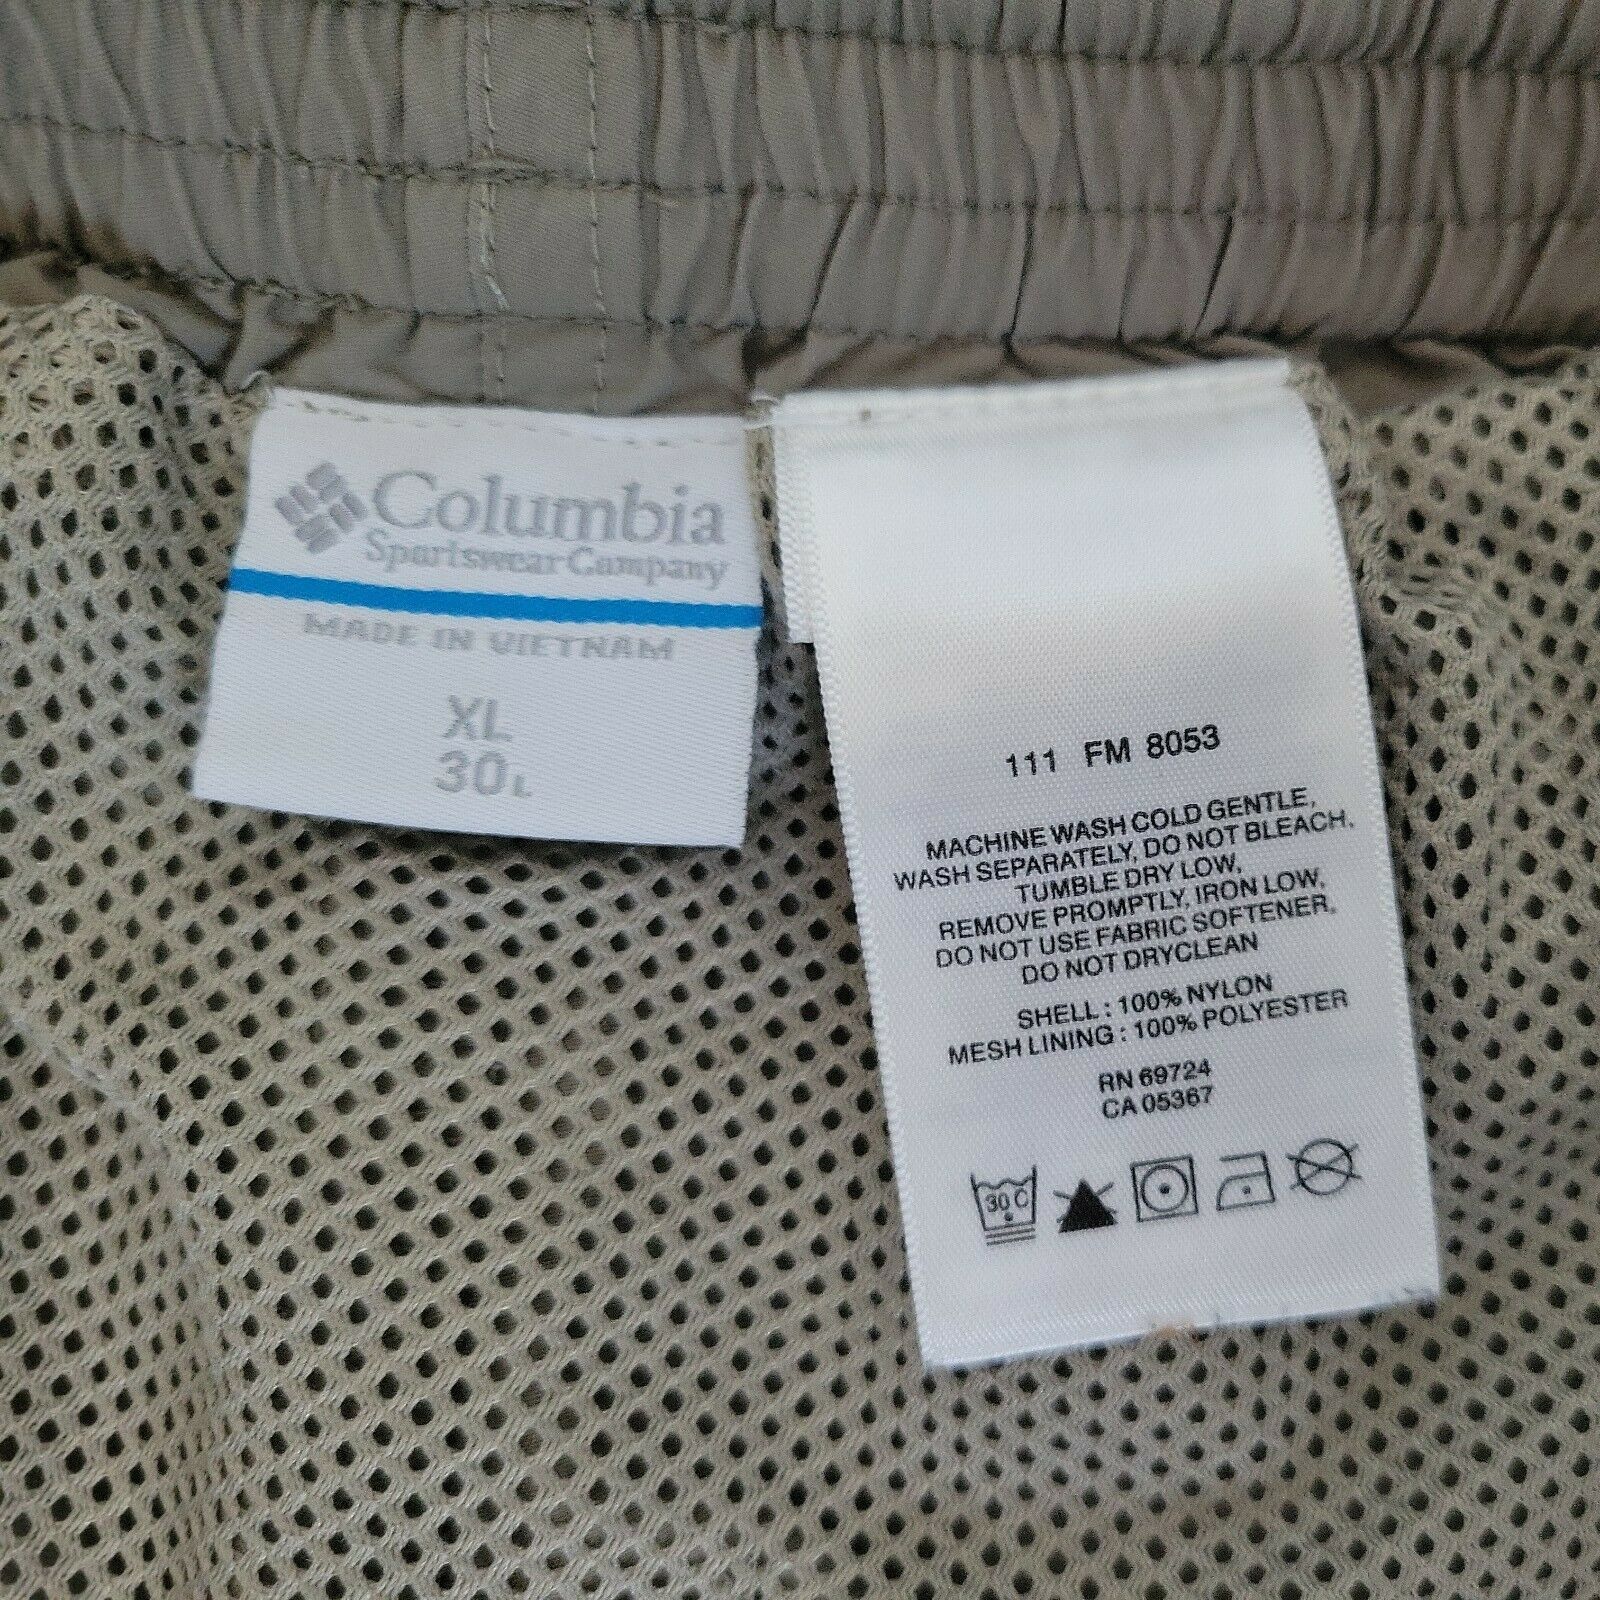 Columbia
Sportswear Company
MADE IN VIETNAM
XL
30L
111 FM 8053
MACHINE WASH COLD GENTLE,
WASH SEPARATELY, DO NOT BLEACH.
TUMBLE DRY LOW,
REMOVE PROMPTLY, IRON LOW,
DO NOT USE FABRIC SOFTENER,
DO NOT DRYCLEAN
SHELL : 100% NYLON
MESH LINING : 100% POLYESTER
RN 69724
CA 05367
30 C